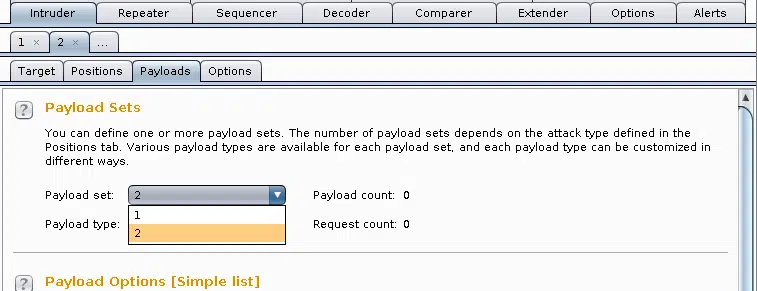 Intruder Repeater Sequencer Decoder Comparer Extender Options Alerts
1 × 2 × ...
Target Positions Payloads Options
? Payload Sets
You can define one or more payload sets. The number of payload sets depends on the attack type defined in the
Positions tab. Various payload types are available for each payload set, and each payload type can be customized in
different ways.
Payload set: 2 Payload count: 0
1
Payload type: Request count: 0
2
? Payload Options [Simple list]